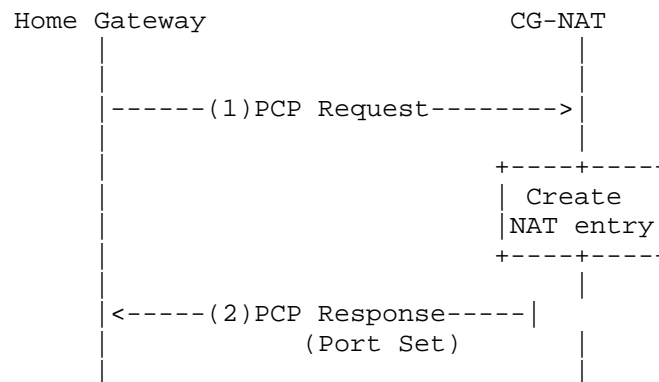 Home Gateway CG-NAT
(1)PCP Request
Create
NAT entry
(2)PCP Response
(Port Set)